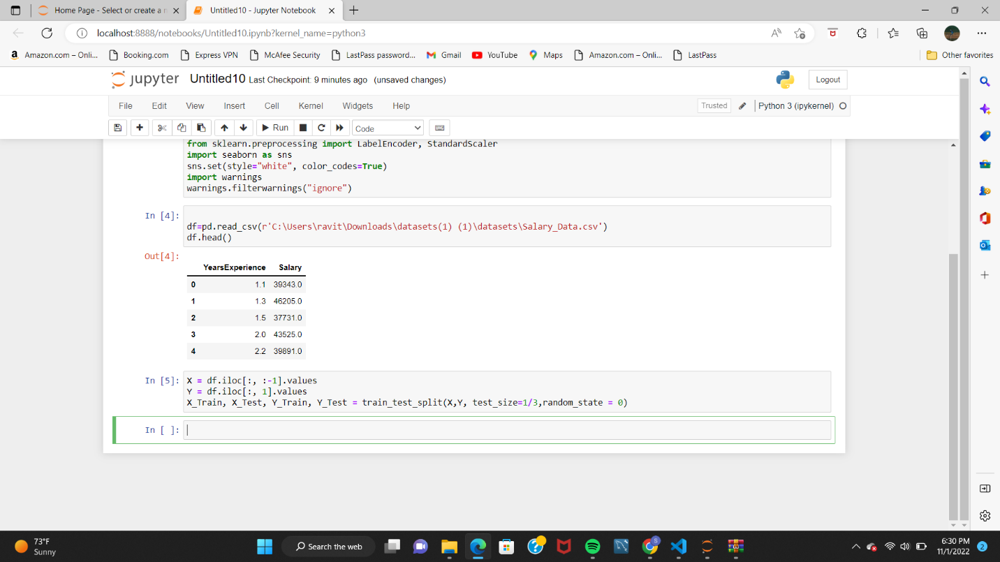 Home Page - Select or create a n
Untitled10 - Jupyter Notebook
localhost:8888/notebooks/Untitled10.ipynb?kernel_name=python3
Amazon.com – Onli...
Booking.com
Express VPN
McAfee Security
LastPass password...
Gmail
YouTube
Maps
Amazon.com – Onli...
LastPass
Other favorites
jupyter Untitled10 Last Checkpoint: 9 minutes ago (unsaved changes)
Logout
File Edit View Insert Cell Kernel Widgets Help
Trusted
Python 3 (ipykernel)
Run
Code
from sklearn.preprocessing import LabelEncoder, StandardScaler
import seaborn as sns
sns.set(style="white", color_codes=True)
import warnings
warnings.filterwarnings("ignore")
In [4]:
df=pd.read_csv(r'C:\Users\ravit\Downloads\datasets(1) (1)\datasets\Salary_Data.csv')
df.head()
Out[4]:
YearsExperience Salary
0 1.1 39343.0
1 1.3 46205.0
2 1.5 37731.0
3 2.0 43525.0
4 2.2 39891.0
In [5]: X = df.iloc[:, :-1].values
Y = df.iloc[:, 1].values
X_Train, X_Test, Y_Train, Y_Test = train_test_split(X,Y, test_size=1/3,random_state = 0)
In [ ]:
73°F
Sunny
Search the web
S
6:30 PM
11/1/2022
2